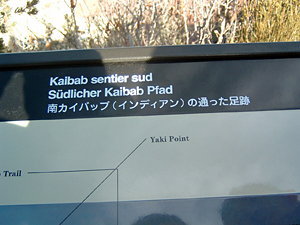 Kaibab sentier sud
Südlicher Kaibab Pfad
南カイバップ（インディアン）の通った足跡
Yaki Point
Trail